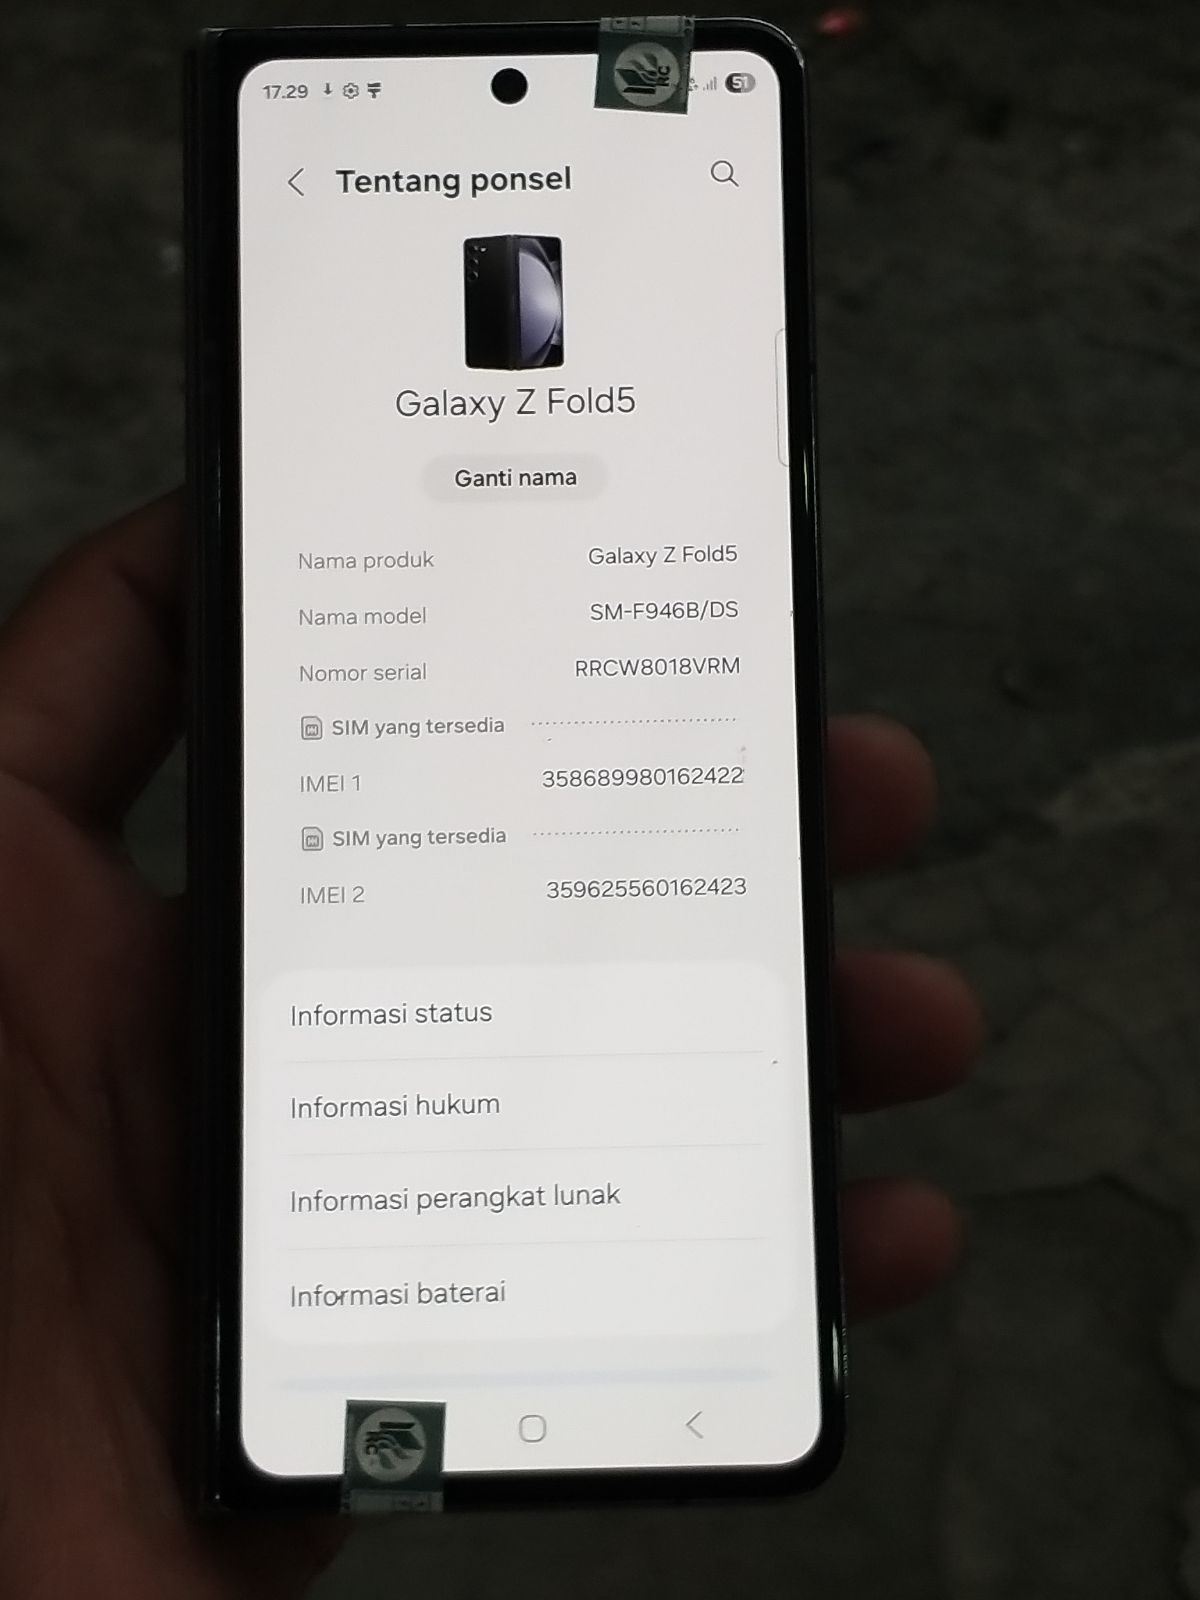 17.29
51
Tentang ponsel
Galaxy Z Fold5
Ganti nama
Nama produk Galaxy Z Fold5
Nama model SM-F946B/DS
Nomor serial RRCW8018VRM
SIM yang tersedia
IMEI 1 358689980162422
SIM yang tersedia
IMEI 2 359625560162423
Informasi status
Informasi hukum
Informasi perangkat lunak
Informasi baterai